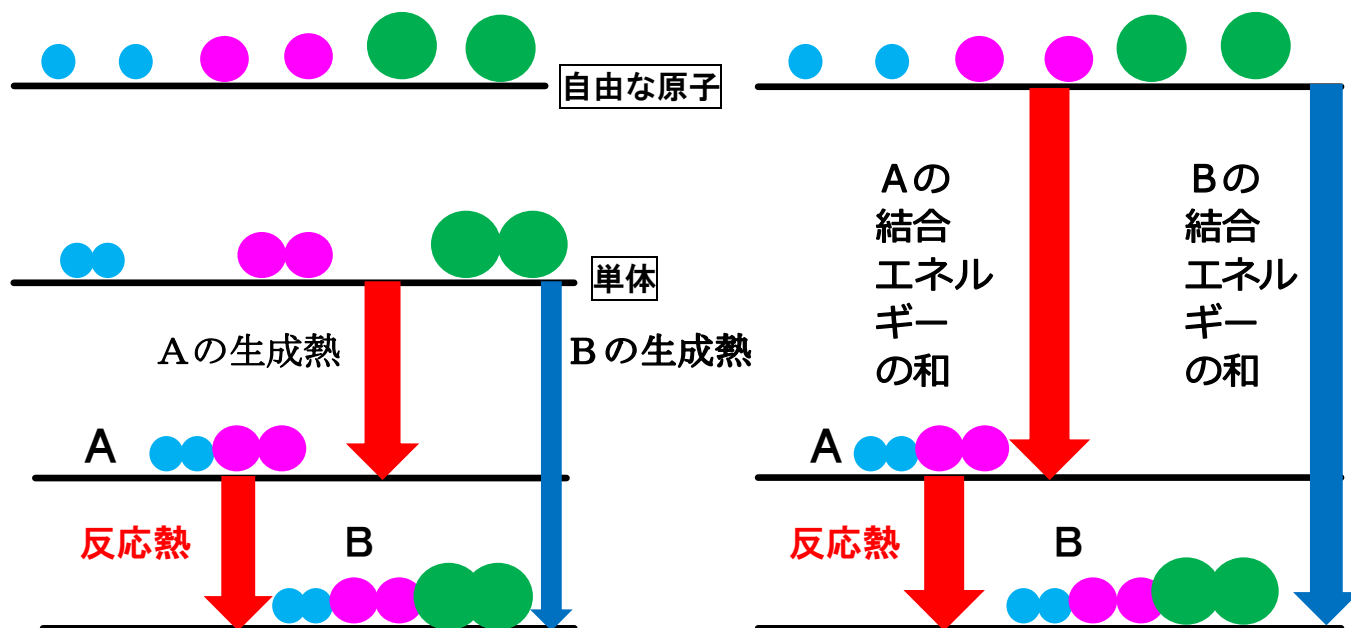 自由な原子
単体
Ａの生成熱
Ｂの生成熱
A
反応熱
B
Ａの
結合
エネル
ギー
の和
Ｂの
結合
エネル
ギー
の和
A
反応熱
B